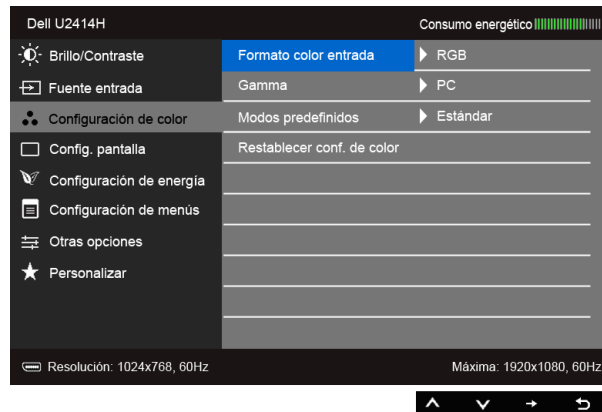 Dell U2414H
Consumo energético
Brillo/Contraste
Formato color entrada
RGB
Fuente entrada
Gamma
PC
Configuración de color
Modos predefinidos
Estándar
Config. pantalla
Restablecer conf. de color
Configuración de energía
Configuración de menús
Otras opciones
Personalizar
Resolución: 1024x768, 60Hz
Máxima: 1920x1080, 60Hz